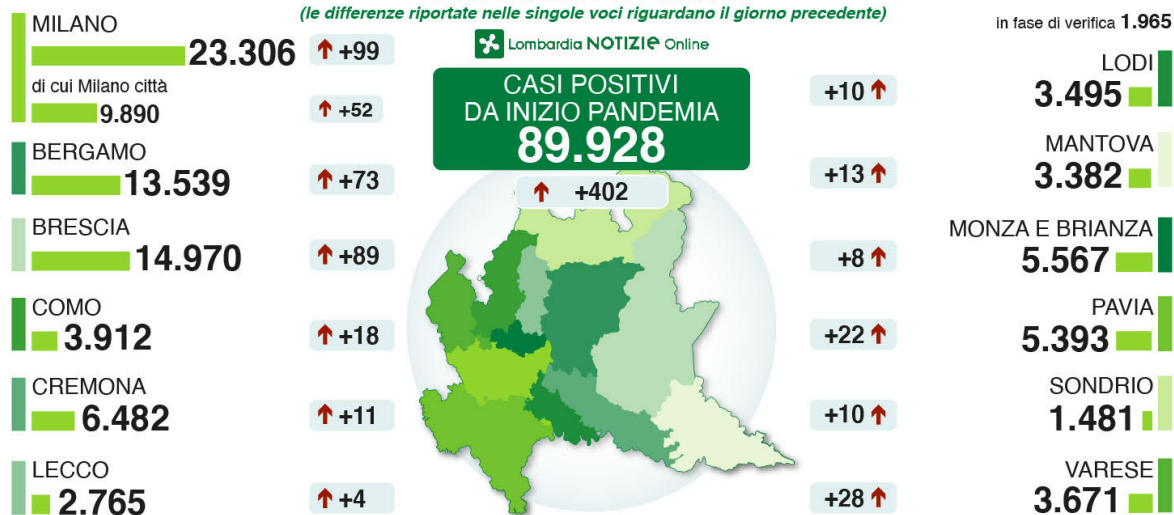 (le differenze riportate nelle singole voci riguardano il giorno precedente)
Lombardia NOTIZIE Online
CASI POSITIVI
DA INIZIO PANDEMIA
89.928
+402
MILANO
23.306
+99
di cui Milano città
9.890
+52
BERGAMO
13.539
+73
BRESCIA
14.970
+89
COMO
3.912
+18
CREMONA
6.482
+11
LECCO
2.765
+4
in fase di verifica 1.965
LODI
+10
3.495
MANTOVA
+13
3.382
MONZA E BRIANZA
+8
5.567
PAVIA
+22
5.393
SONDRIO
+10
1.481
VARESE
+28
3.671